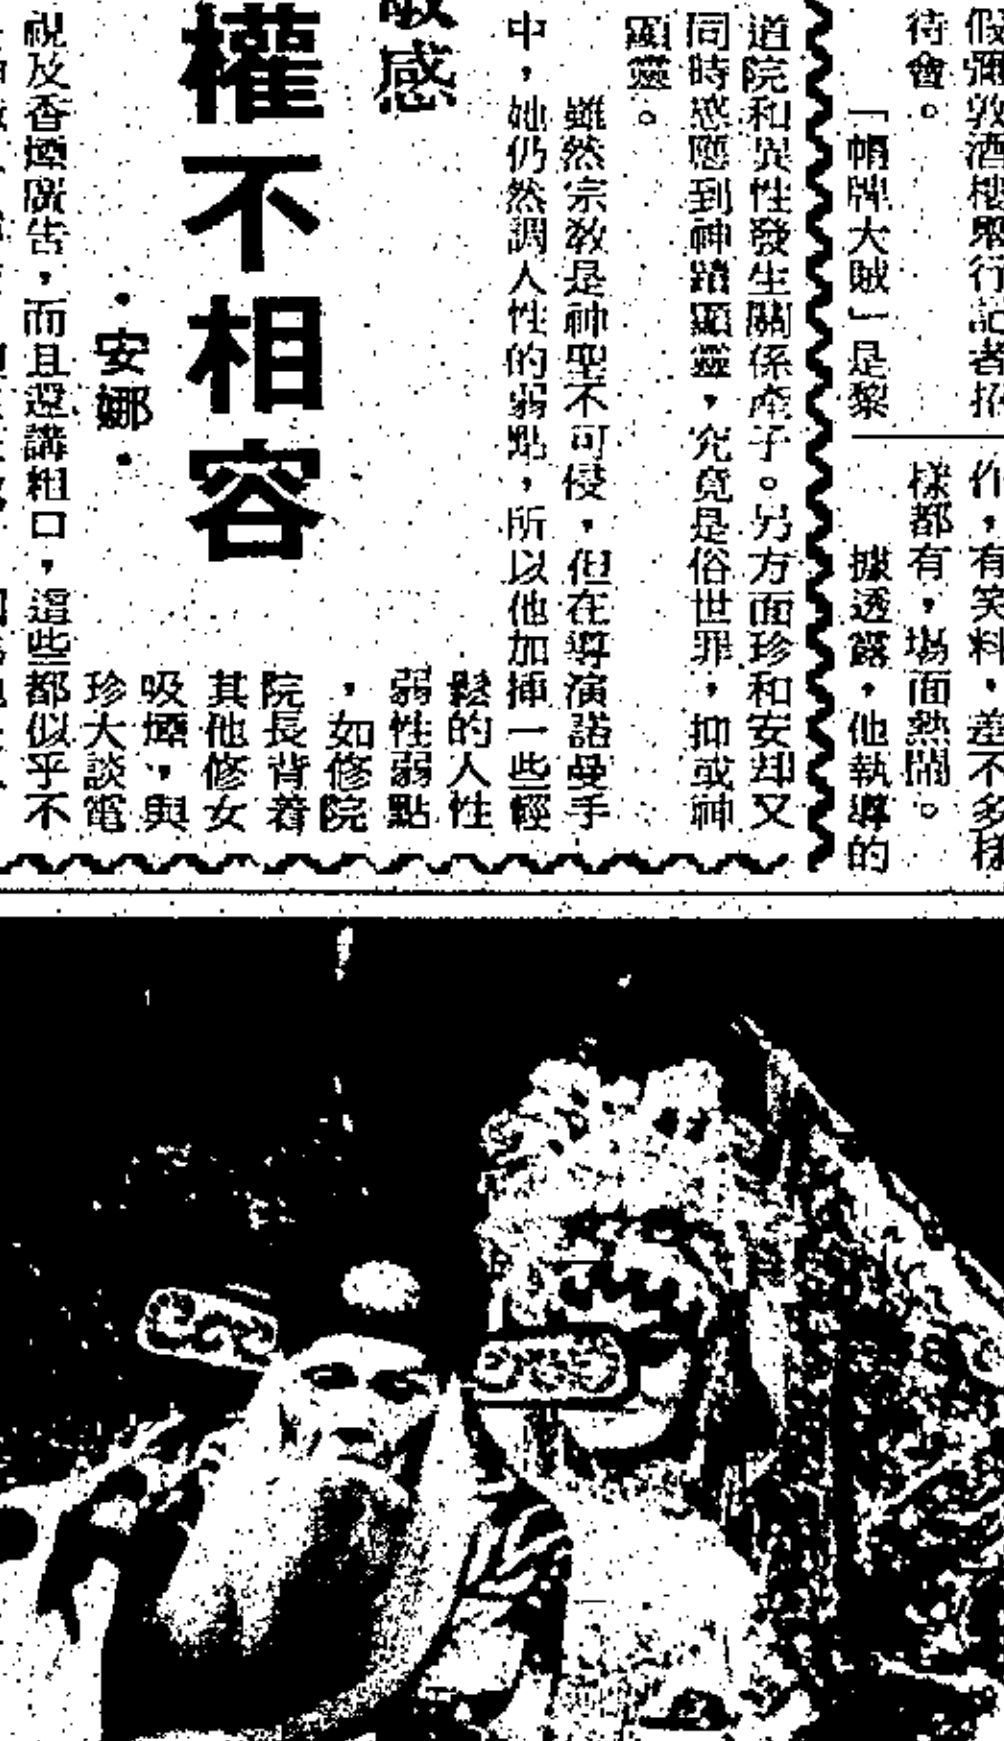 假
酒樓
行記者招
待會。
「幌牌大賊」是黎
作,有笑料,差不多樣
樣都有,場面熱鬧。
據透露,他執導的
道院和異性發生關係產子。另方面珍和安却又
同時感應到神蹟顯靈,究竟是俗世罪,抑或神
顯靈。
雖然宗教是神聖不可侵,但在導演諾曼手
中,她仍然調人性的弱點,所以他加揷一些輕
鬆的人性
弱性弱點
,如修院
院長背着
其他修女
吸煙,與
珍大談電
敏感
權不相容
·安娜·
視及香煙廣告,而且還講粗口,這些都似乎不